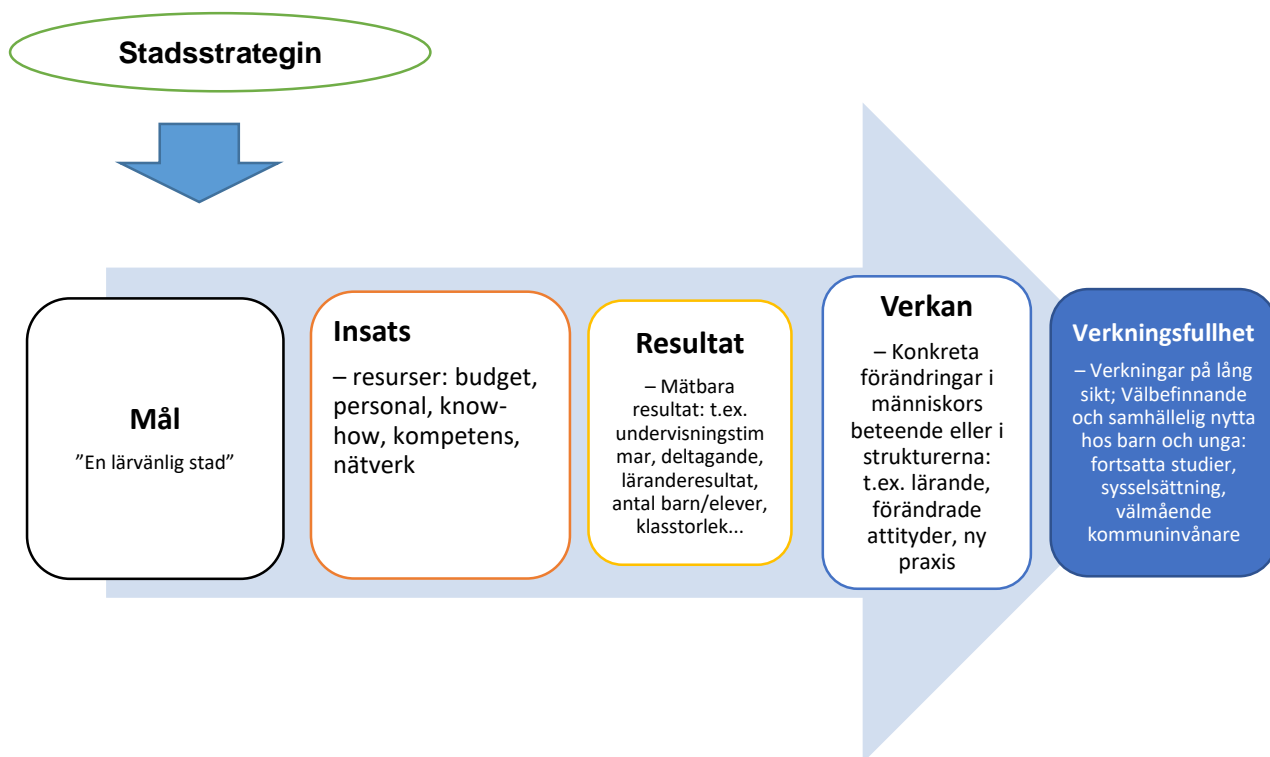 Stadsstrategin
Mål
”En lärvänlig stad”
Insats
– resurser: budget,
personal, know-
how, kompetens,
nätverk
Resultat
– Mätbara
resultat: t.ex.
undervisningstim
mar, deltagande,
läranderesultat,
antal barn/elever,
klasstorlek...
Verkan
– Konkreta
förändringar i
människors
beteende eller i
strukturerna:
t.ex. lärande,
förändrade
attityder, ny
praxis
Verkningsfullhet
– Verkningar på lång
sikt; Välbefinnande
och samhällelig nytta
hos barn och unga:
fortsatta studier,
sysselsättning,
välmående
kommuninvånare